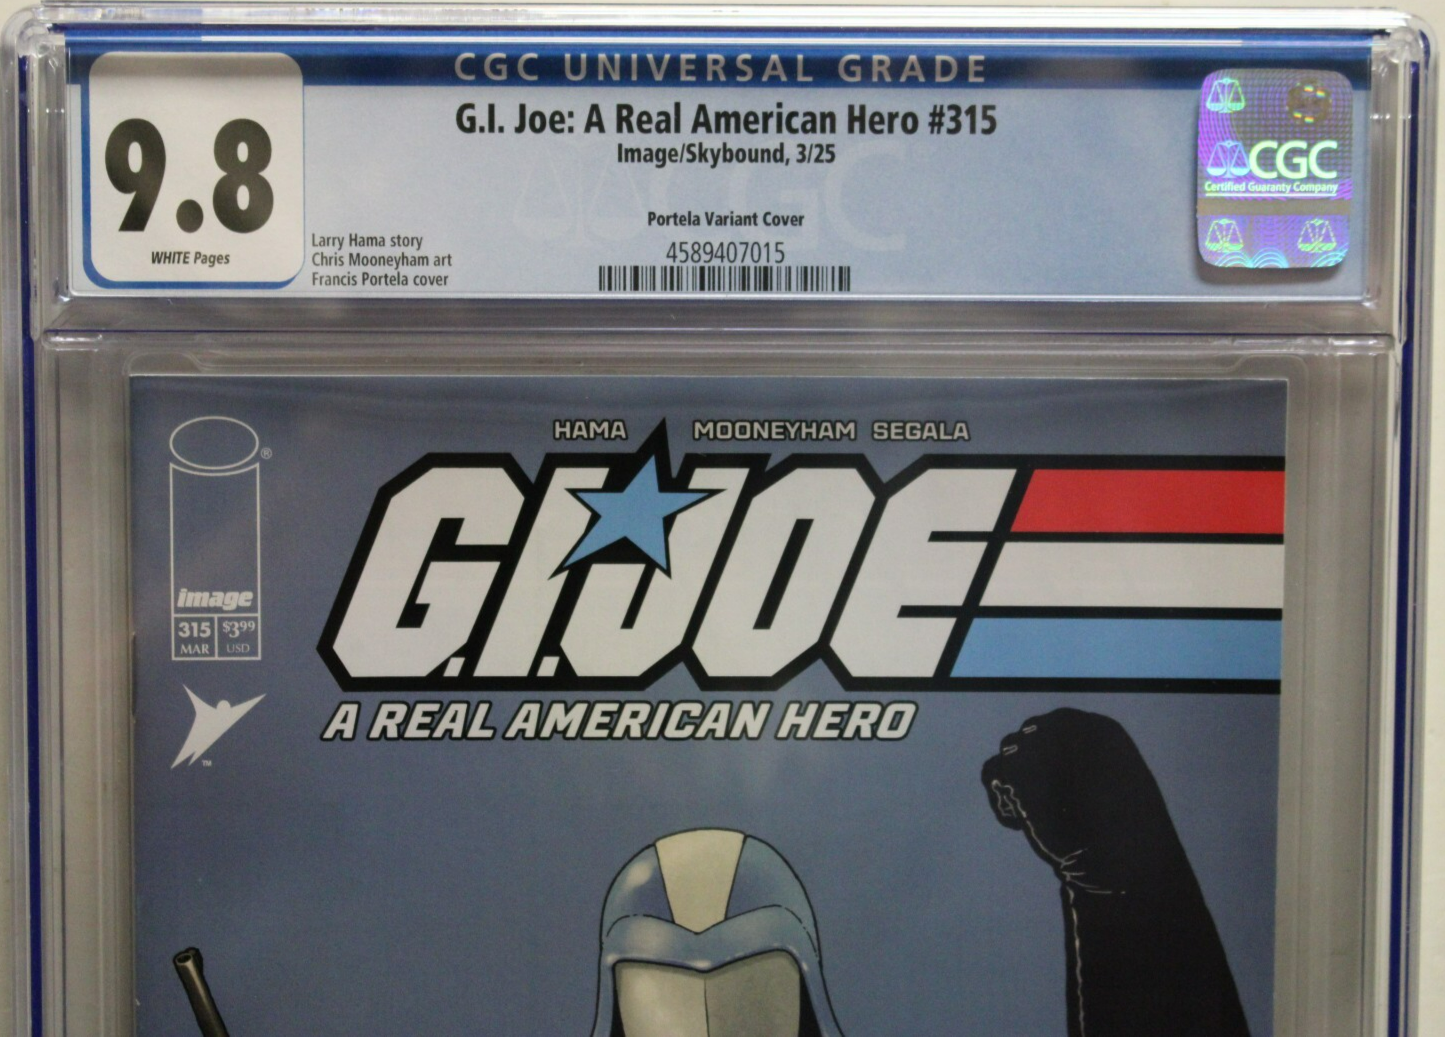 CGC UNIVERSAL GRADE
9.8
WHITE Pages
G.I. Joe: A Real American Hero #315
Image/Skybound, 3/25
Portela Variant Cover
4589407015
Larry Hama story
Chris Mooneyham art
Francis Portela cover
CGC
Certified Guaranty Company
CGC
HAMA MOONEYHAM SEGALA
G.I. JOE
A REAL AMERICAN HERO
®
image
315 $3.99
MAR USD
TM